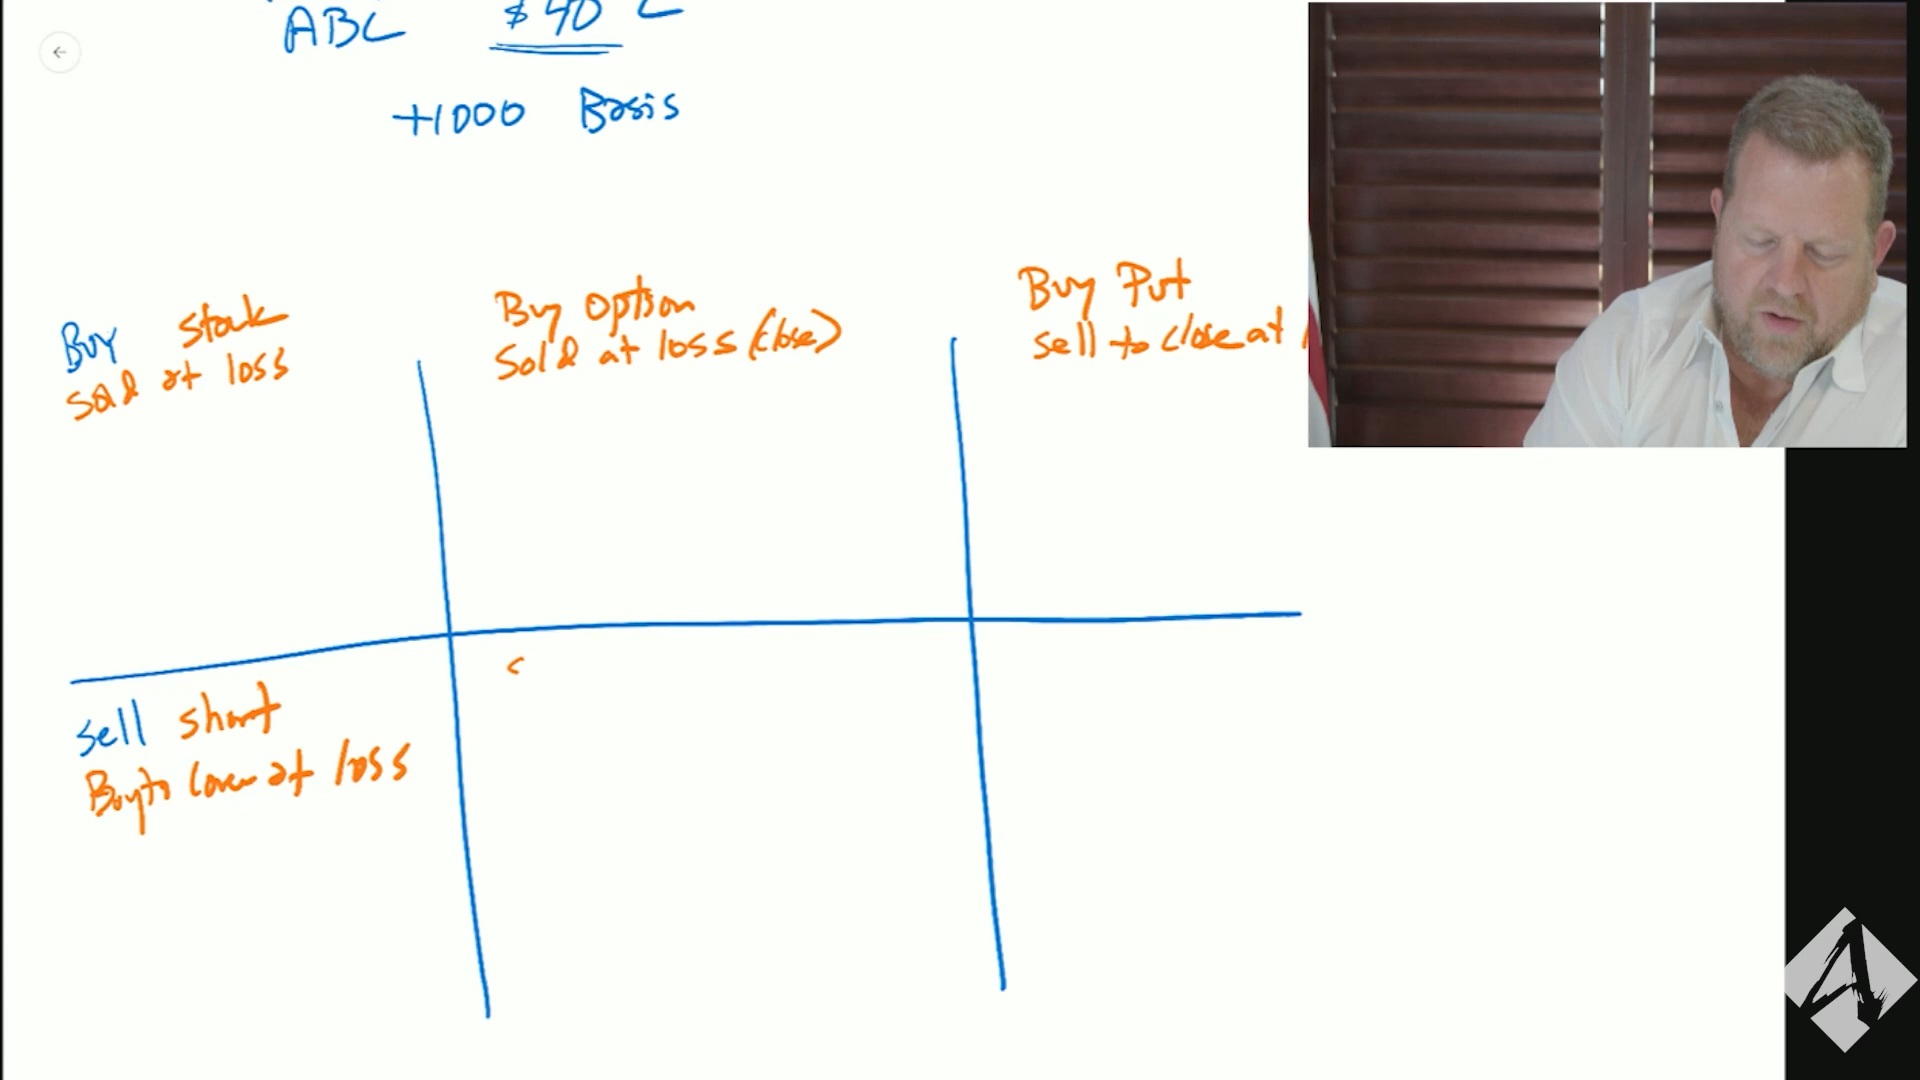 ABC $40 C
+1000 Basis
Buy stock
Sold at loss
Buy option
Sold at loss (close)
Buy Put
sell to close at
sell short
Buy to cover at loss